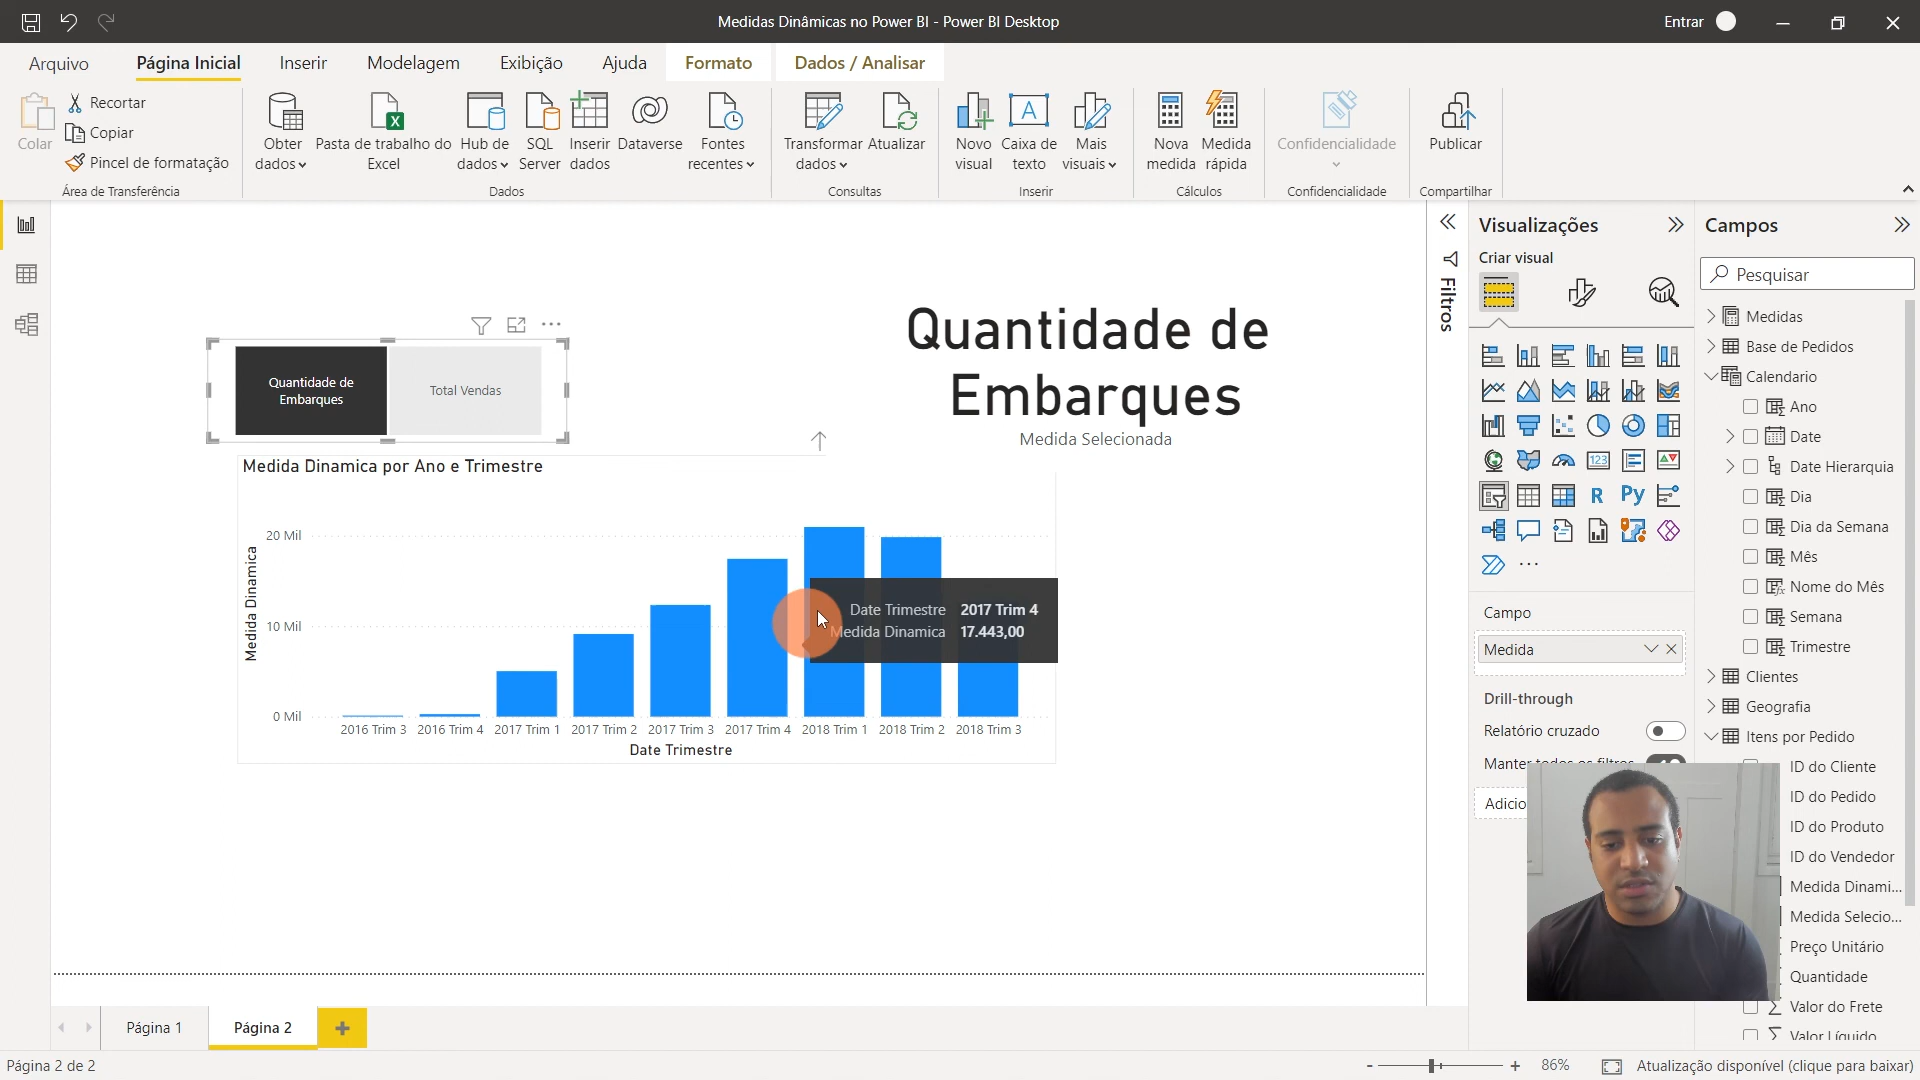 Medidas Dinâmicas no Power BI - Power BI Desktop
Entrar
Arquivo
Página Inicial
Inserir
Modelagem
Exibição
Ajuda
Formato
Dados / Analisar
Colar
Recortar
Copiar
Pincel de formatação
Área de Transferência
Obter dados
Pasta de trabalho do Excel
Hub de dados
SQL Server
Inserir dados
Dataverse
Fontes recentes
Dados
Transformar dados
Atualizar
Consultas
Novo visual
Caixa de texto
Mais visuais
Inserir
Nova medida
Medida rápida
Cálculos
Confidencialidade
Confidencialidade
Publicar
Compartilhar
Quantidade de
Embarques
Total Vendas
Quantidade de
Embarques
Medida Selecionada
Medida Dinamica por Ano e Trimestre
Medida Dinamica
20 Mil
10 Mil
0 Mil
Date Trimestre 2017 Trim 4
Medida Dinamica 17.443,00
2016 Trim 3 2016 Trim 4 2017 Trim 1 2017 Trim 2 2017 Trim 3 2017 Trim 4 2018 Trim 1 2018 Trim 2 2018 Trim 3
Date Trimestre
Filtros
Visualizações
Criar visual
123
R
Py
Campo
Medida
Drill-through
Relatório cruzado
Manter todos os filtros
Adicio
Campos
Pesquisar
Medidas
Base de Pedidos
Calendario
Ano
Date
Date Hierarquia
Dia
Dia da Semana
Mês
Nome do Mês
Semana
Trimestre
Clientes
Geografia
Itens por Pedido
ID do Cliente
ID do Pedido
ID do Produto
ID do Vendedor
Medida Dinami...
Medida Selecio...
Preço Unitário
Quantidade
Valor do Frete
Valor Líquido
Página 1
Página 2
Página 2 de 2
86%
Atualização disponível (clique para baixar)